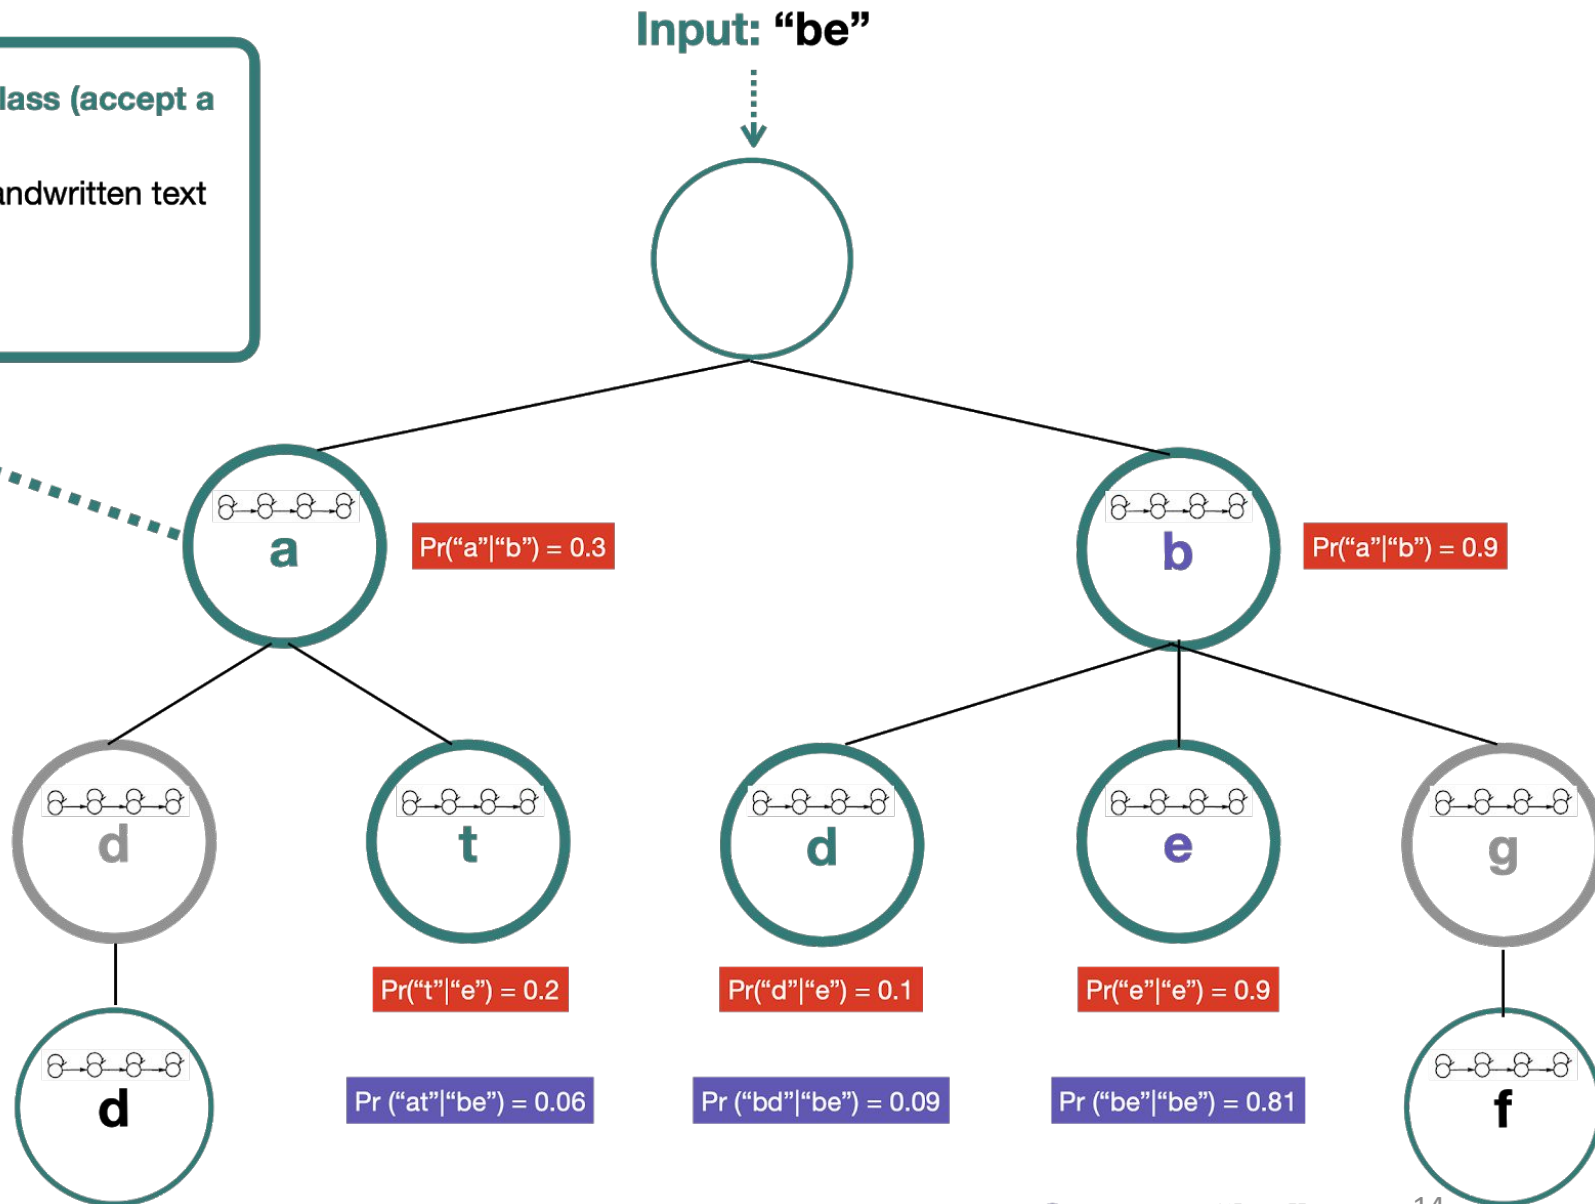 Input: “be”
lass (accept a
andwritten text
a
Pr(“a”|“b”) = 0.3
b
Pr(“a”|“b”) = 0.9
d
t
d
e
g
Pr(“t”|“e”) = 0.2
Pr(“d”|“e”) = 0.1
Pr(“e”|“e”) = 0.9
Pr (“at”|“be”) = 0.06
Pr (“bd”|“be”) = 0.09
Pr (“be”|“be”) = 0.81
d
f
14